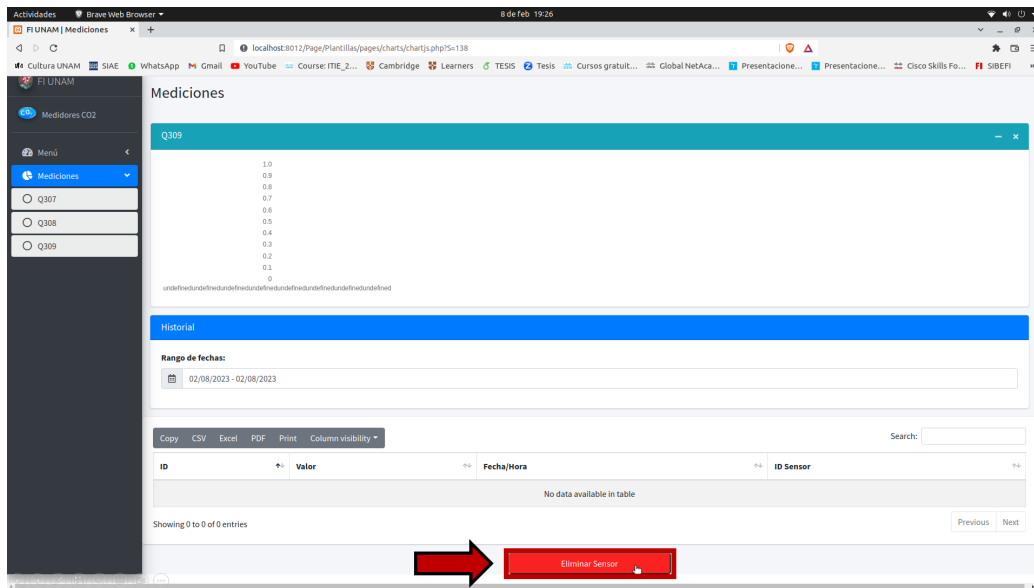 Actividades Brave Web Browser 8 de feb 19:26
FI UNAM | Mediciones
localhost:8012/Page/Plantillas/pages/charts/chartjs.php?S=138
Cultura UNAM SIAE WhatsApp Gmail YouTube Course: ITIE_2... Cambridge Learners TESIS Tesis Cursos gratuit... Global NetAca... Presentacione... Presentacione... Cisco Skills Fo... SIBEFI
FI UNAM
Mediciones
CO₂ Medidores CO2
Q309
Menú
Mediciones
Q307
Q308
Q309
1.0
0.9
0.8
0.7
0.6
0.5
0.4
0.3
0.2
0.1
0
undefinedundefinedundefinedundefinedundefinedundefinedundefinedundefined
Historial
Rango de fechas:
02/08/2023 - 02/08/2023
Copy CSV Excel PDF Print Column visibility
Search:
ID Valor Fecha/Hora ID Sensor
No data available in table
Showing 0 to 0 of 0 entries
Previous Next
Eliminar Sensor